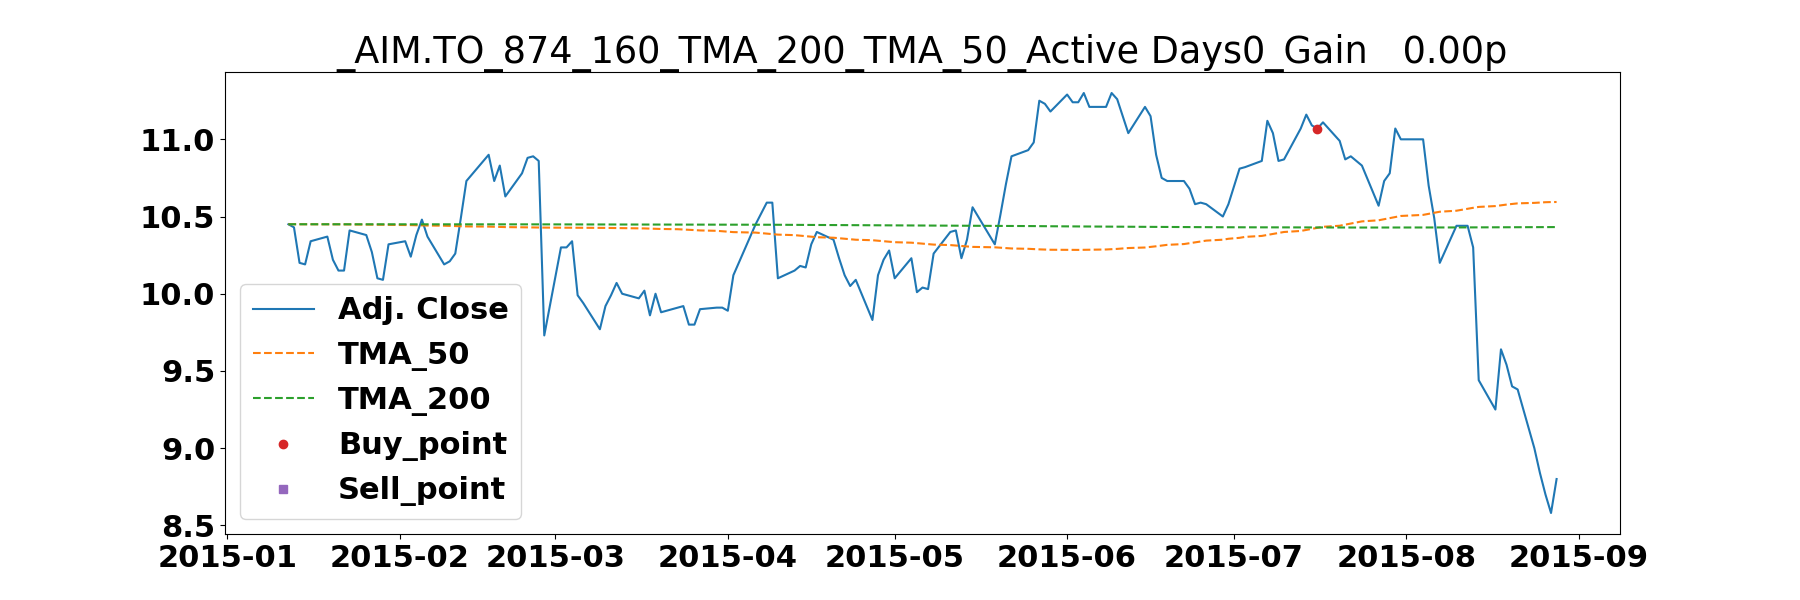 _AIM.TO_874_160_TMA_200_TMA_50_Active Days0_Gain   0.00p
11.0
10.5
10.0
9.5
9.0
8.5
Adj. Close
TMA_50
TMA_200
Buy_point
Sell_point
2015-01 2015-02 2015-03 2015-04 2015-05 2015-06 2015-07 2015-08 2015-09